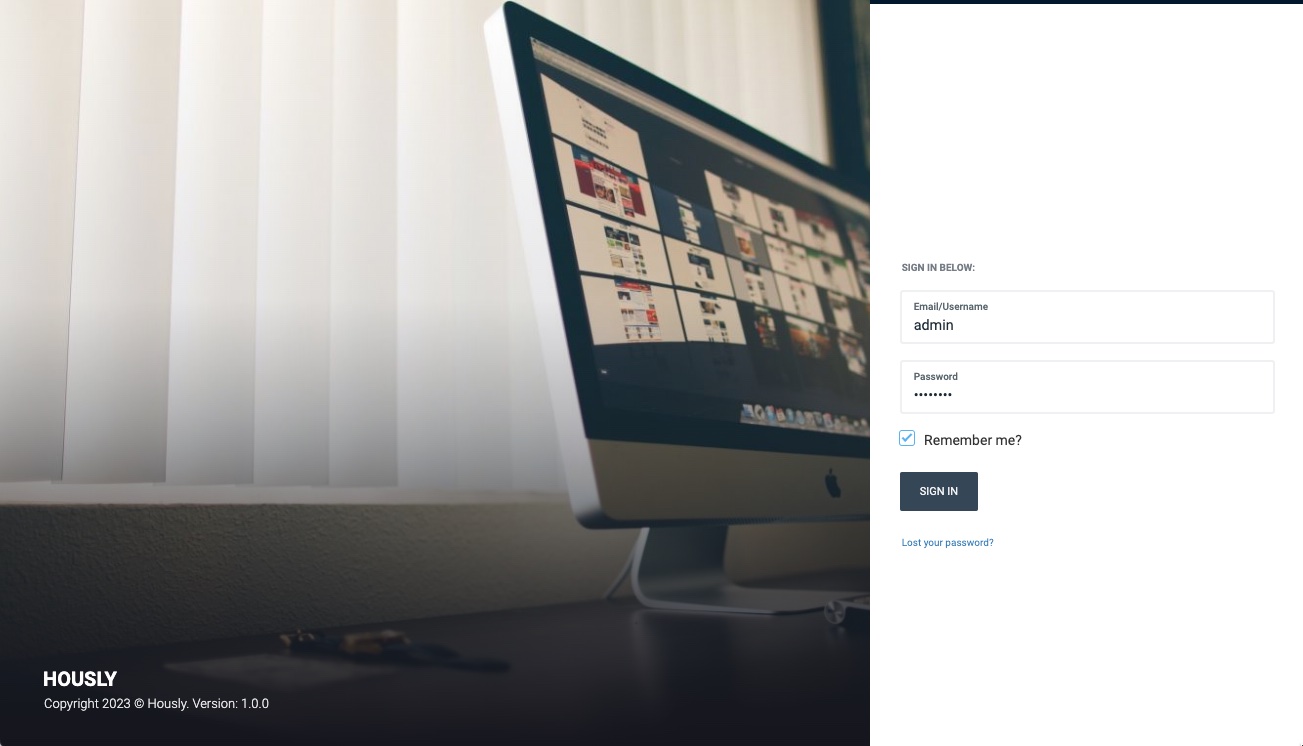 SIGN IN BELOW:
Email/Username
admin
Password
••••••••
Remember me?
SIGN IN
Lost your password?
HOUSLY
Copyright 2023 © Hously. Version: 1.0.0